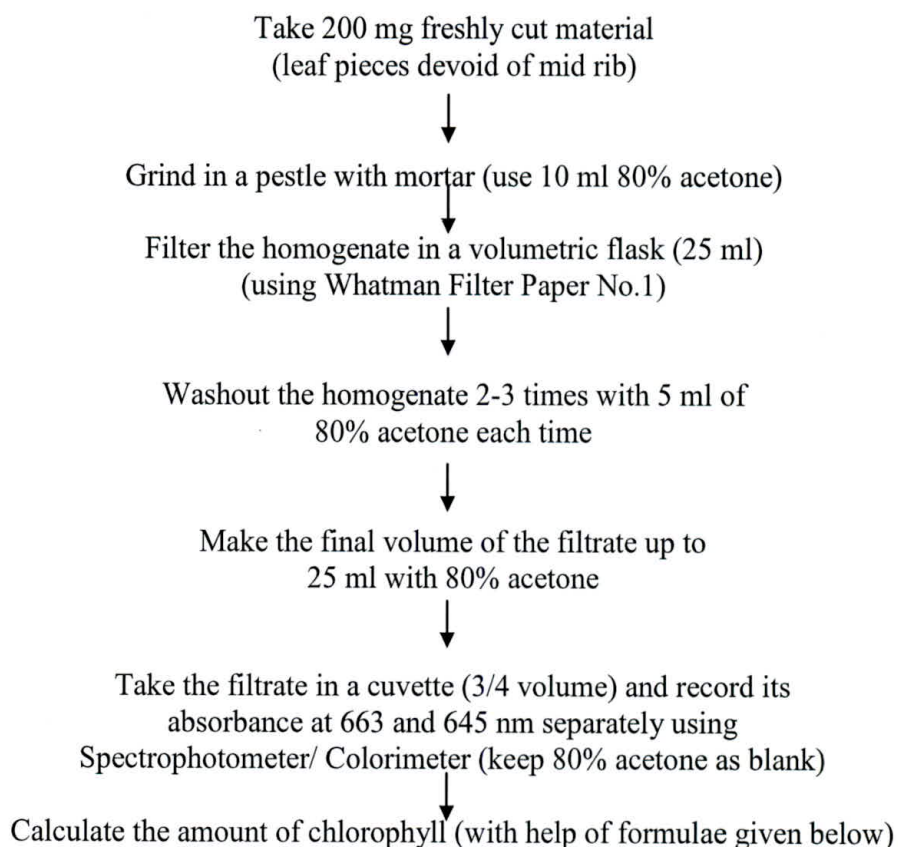 Take 200 mg freshly cut material
(leaf pieces devoid of mid rib)
Grind in a pestle with mortar (use 10 ml 80% acetone)
Filter the homogenate in a volumetric flask (25 ml)
(using Whatman Filter Paper No.1)
Washout the homogenate 2-3 times with 5 ml of
80% acetone each time
Make the final volume of the filtrate up to
25 ml with 80% acetone
Take the filtrate in a cuvette (3/4 volume) and record its
absorbance at 663 and 645 nm separately using
Spectrophotometer/ Colorimeter (keep 80% acetone as blank)
Calculate the amount of chlorophyll (with help of formulae given below)